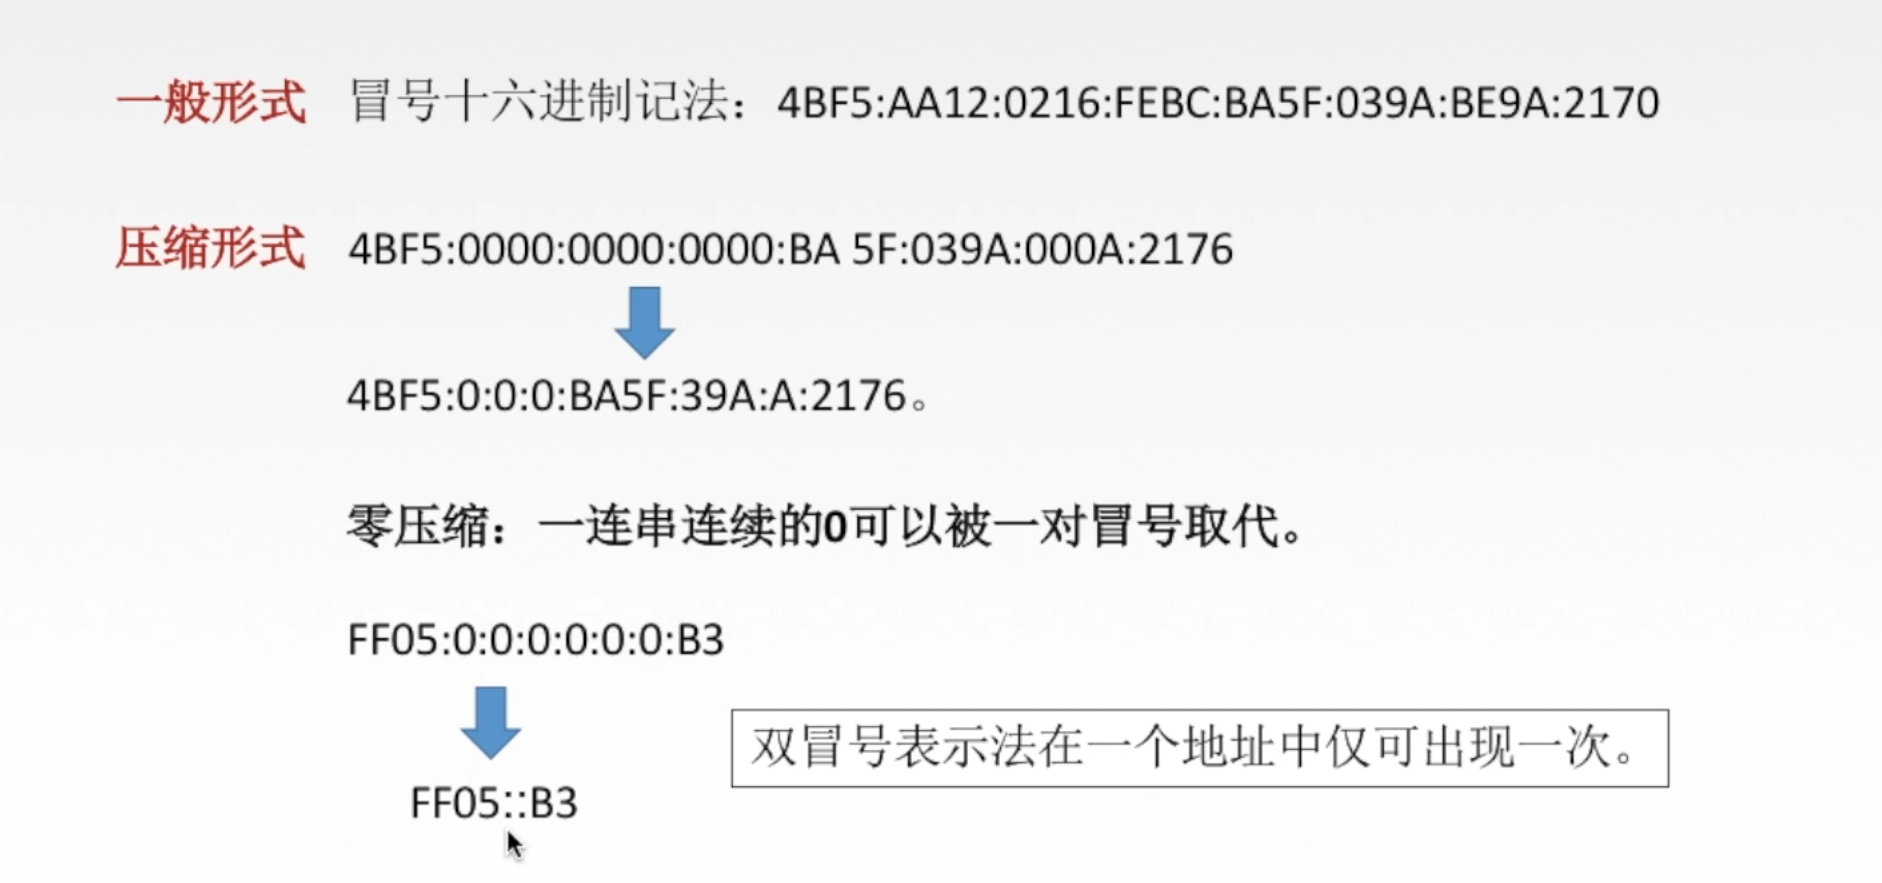 一般形式 冒号十六进制记法：4BF5:AA12:0216:FEBC:BA5F:039A:BE9A:2170
压缩形式 4BF5:0000:0000:0000:BA 5F:039A:000A:2176
4BF5:0:0:0:BA5F:39A:A:2176。
零压缩：一连串连续的0可以被一对冒号取代。
FF05:0:0:0:0:0:0:B3
双冒号表示法在一个地址中仅可出现一次。
FF05::B3